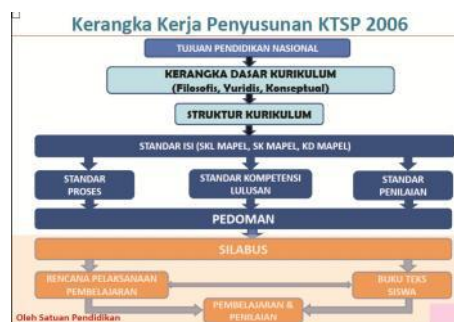 Kerangka Kerja Penyusunan KTSP 2006
TUJUAN PENDIDIKAN NASIONAL
KERANGKA DASAR KURIKULUM
(Filosofis, Yuridis, Konseptual)
STRUKTUR KURIKULUM
STANDAR ISI (SKL MAPEL, SK MAPEL, KD MAPEL)
STANDAR
PROSES
STANDAR KOMPETENSI
LULUSAN
STANDAR
PENILAIAN
PEDOMAN
SILABUS
RENCANA PELAKSANAAN
PEMBELAJARAN
BUKU TEKS
SISWA
PEMBELAJARAN &
PENILAIAN
Oleh Satuan Pendidikan